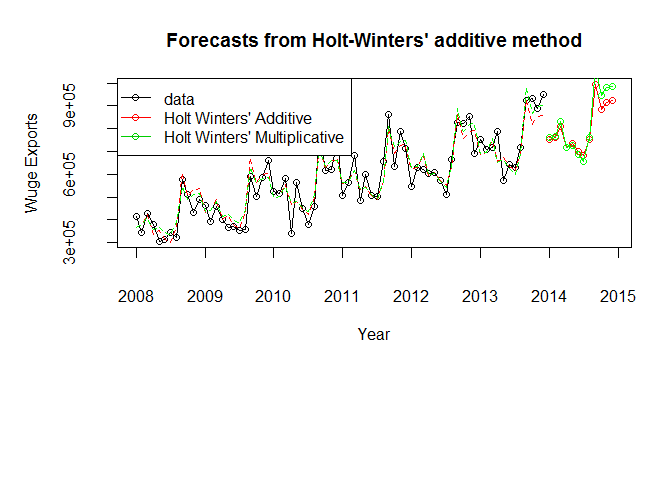 Forecasts from Holt-Winters' additive method
data
Holt Winters' Additive
Holt Winters' Multiplicative
Wuge Exports
9e+05
6e+05
3e+05
2008 2009 2010 2011 2012 2013 2014 2015
Year